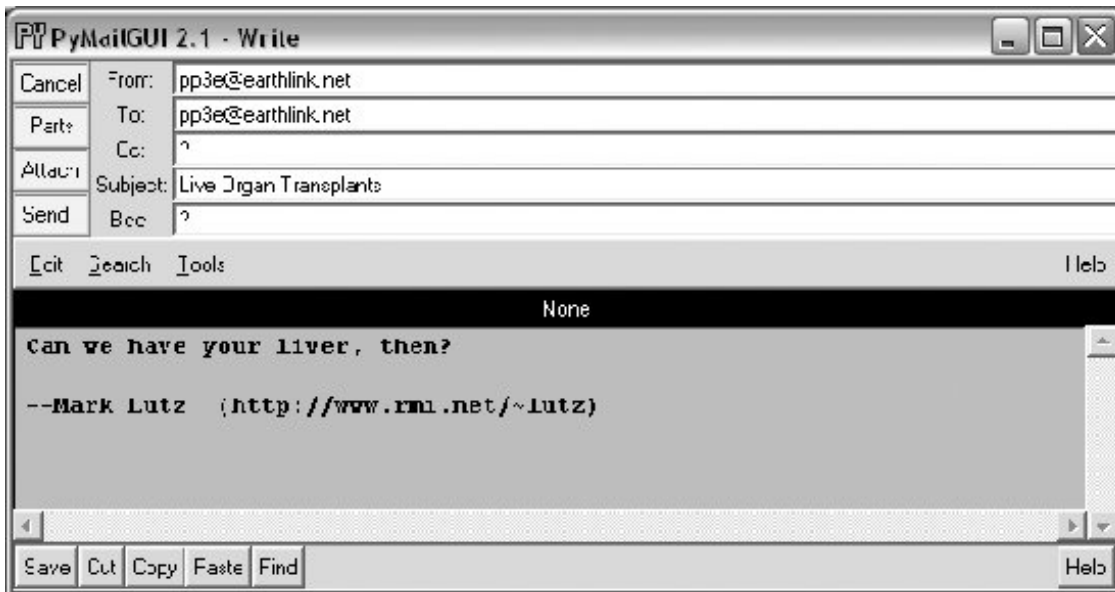 PyMailGUI 2.1 - Write
Cancel From: pp3e@earthlink.net
Parts To: pp3e@earthlink.net
Cc: ?
Attach
Subject: Live Organ Transplants
Send Bcc ?
Edit Search Tools Help
None
Can we have your liver, then?
--Mark Lutz (http://www.rmi.net/~lutz)
Save Cut Copy Paste Find Help